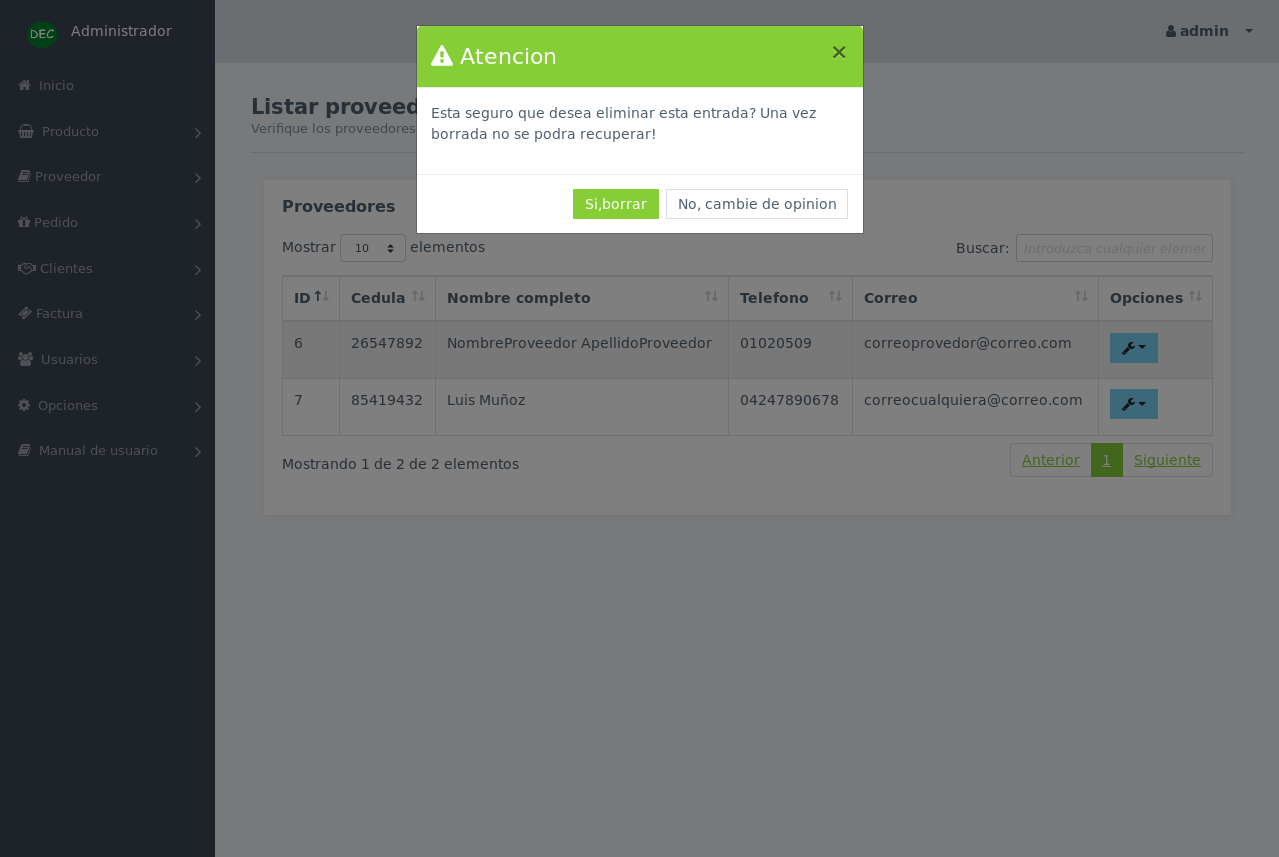 DEC Administrador
admin
Inicio
Producto
Proveedor
Pedido
Clientes
Factura
Usuarios
Opciones
Manual de usuario
Atencion ×
Esta seguro que desea eliminar esta entrada? Una vez
borrada no se podra recuperar!
Si,borrar No, cambie de opinion
Listar proveed
Verifique los proveedores
Proveedores
Mostrar 10 elementos
Buscar: Introduzca cualquier elemer
ID Cedula Nombre completo Telefono Correo Opciones
6 26547892 NombreProveedor ApellidoProveedor 01020509 correoprovedor@correo.com
7 85419432 Luis Muñoz 04247890678 correocualquiera@correo.com
Mostrando 1 de 2 de 2 elementos
Anterior 1 Siguiente